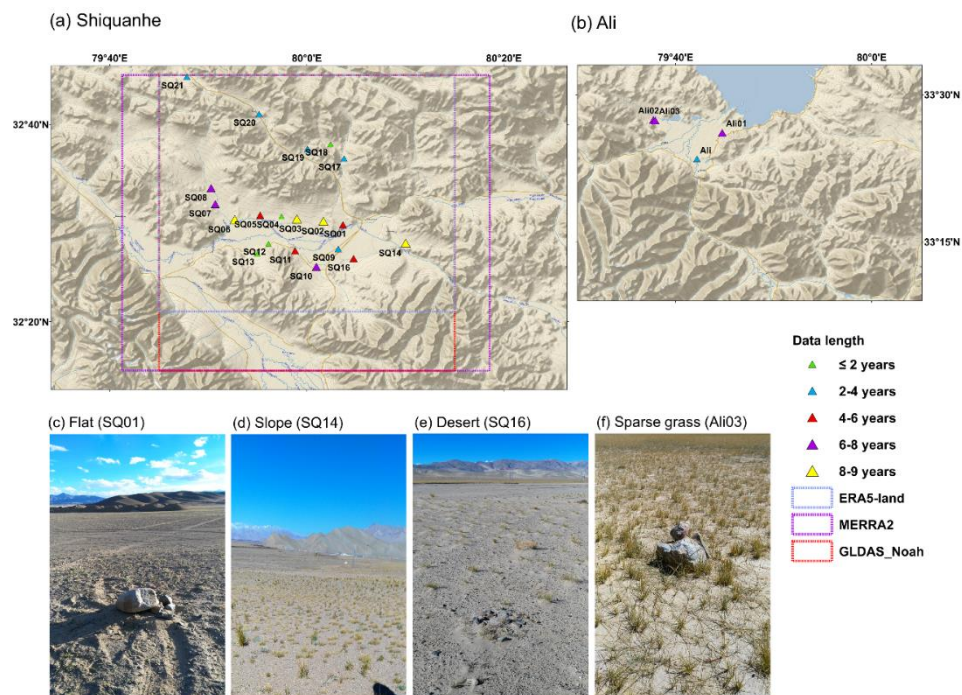 (a) Shiquanhe
(b) Ali
79°40'E
80°0'E
80°20'E
79°40'E
80°0'E
32°40'N
32°20'N
33°30'N
33°15'N
SQ21
SQ20
SQ19
SQ18
SQ17
SQ08
SQ07
SQ06
SQ05
SQ04
SQ03
SQ02
SQ01
SQ14
SQ12
SQ13
SQ11
SQ09
SQ16
SQ10
Ali02
Ali03
Ali01
Ali
Data length
≤ 2 years
2-4 years
4-6 years
6-8 years
8-9 years
ERA5-land
MERRA2
GLDAS_Noah
(c) Flat (SQ01)
(d) Slope (SQ14)
(e) Desert (SQ16)
(f) Sparse grass (Ali03)